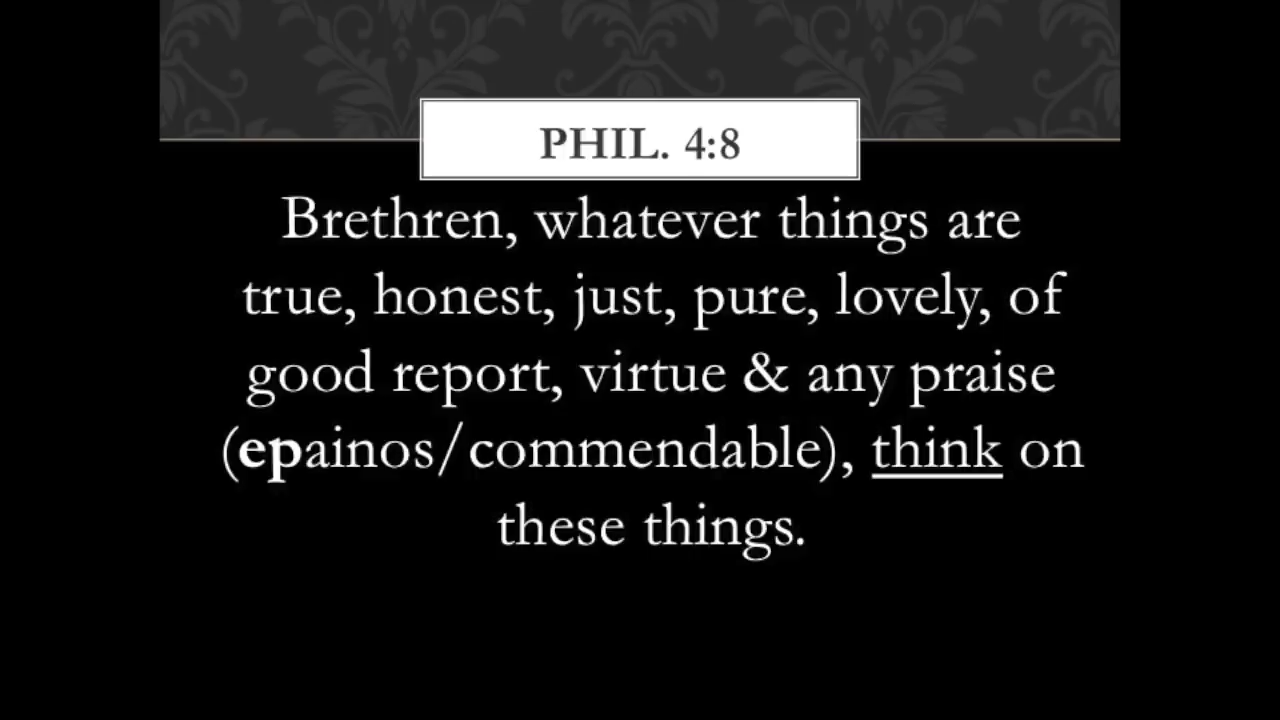 PHIL. 4:8
Brethren, whatever things are
true, honest, just, pure, lovely, of
good report, virtue & any praise
(epainos/commendable), think on
these things.